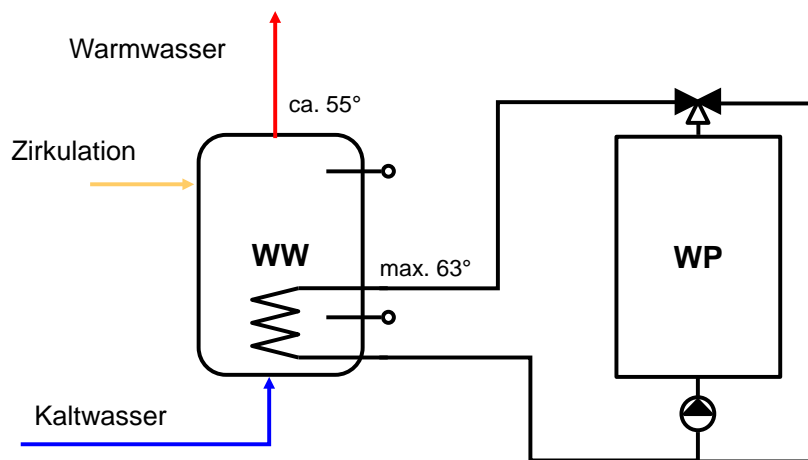 Warmwasser
ca. 55°
Zirkulation
WW
max. 63°
WP
Kaltwasser